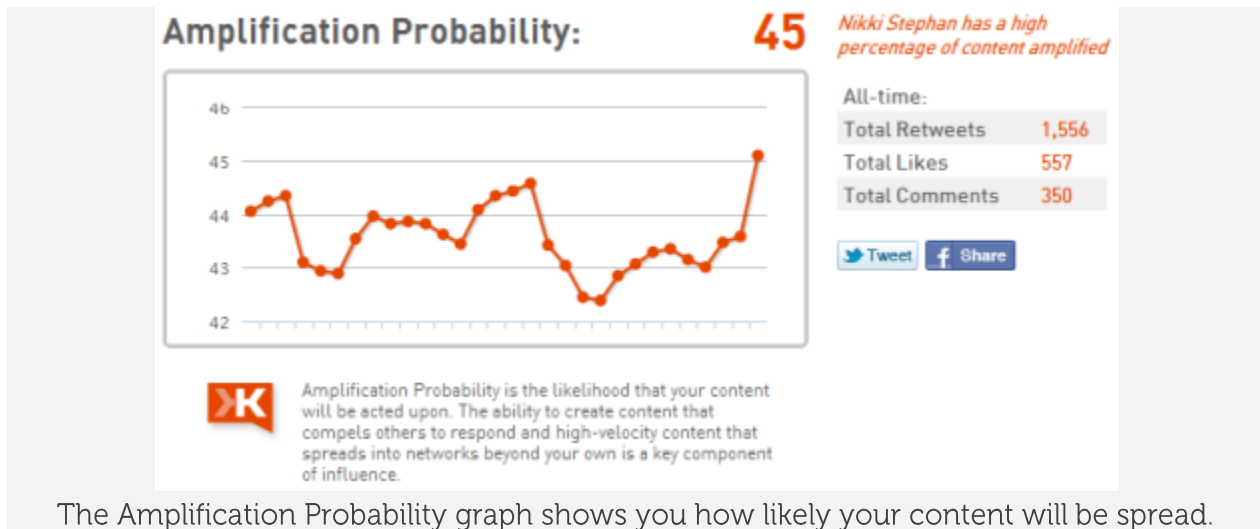 Amplification Probability: 45
46
45
44
43
42
Amplification Probability is the likelihood that your content
will be acted upon. The ability to create content that
compels others to respond and high-velocity content that
spreads into networks beyond your own is a key component
of influence.
Nikki Stephan has a high
percentage of content amplified
All-time:
Total Retweets 1,556
Total Likes 557
Total Comments 350
Tweet
f Share
K
The Amplification Probability graph shows you how likely your content will be spread.